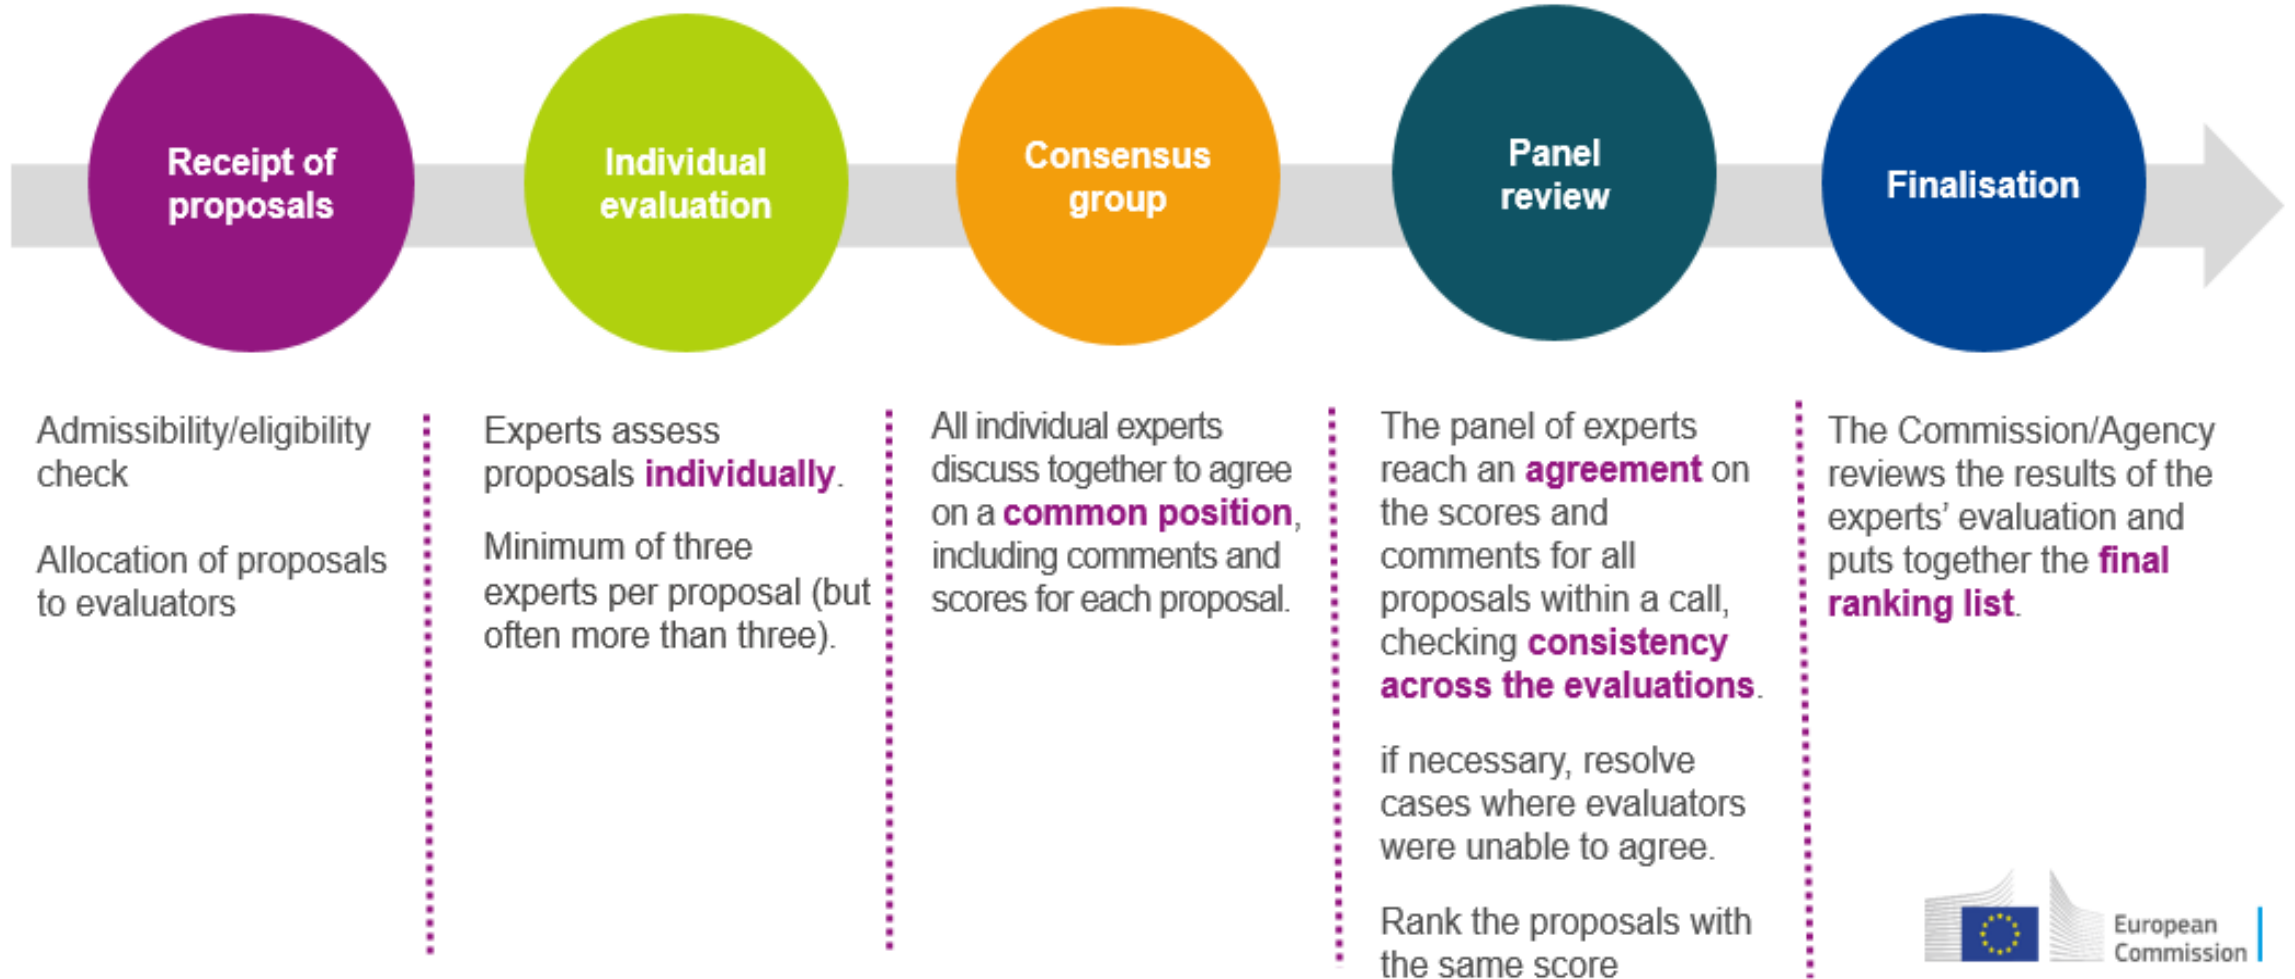 Receipt of
proposals
Individual
evaluation
Consensus
group
Panel
review
Finalisation
Admissibility/eligibility
check
Allocation of proposals
to evaluators
Experts assess
proposals individually.
Minimum of three
experts per proposal (but
often more than three).
All individual experts
discuss together to agree
on a common position,
including comments and
scores for each proposal.
The panel of experts
reach an agreement on
the scores and
comments for all
proposals within a call,
checking consistency
across the evaluations.
if necessary, resolve
cases where evaluators
were unable to agree.
Rank the proposals with
the same score
The Commission/Agency
reviews the results of the
experts’ evaluation and
puts together the final
ranking list.
European
Commission